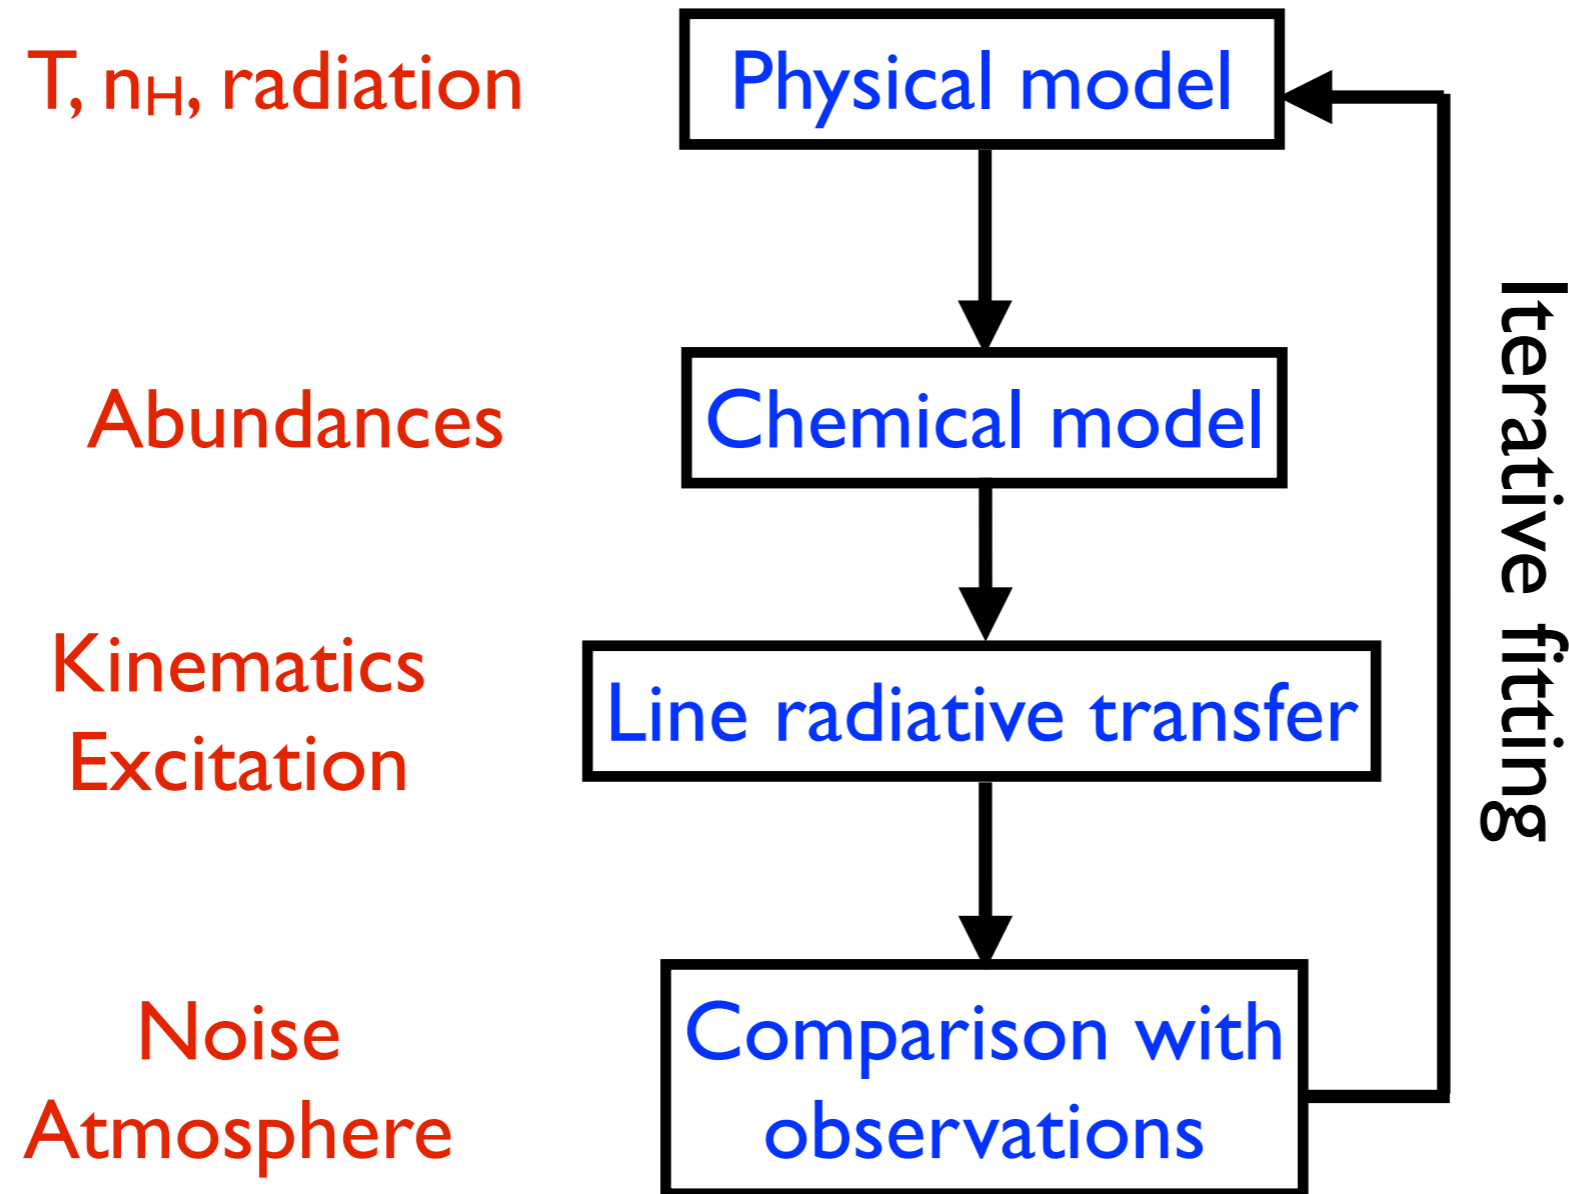 T, nH, radiation
Physical model
Abundances
Chemical model
Kinematics
Excitation
Line radiative transfer
Noise
Atmosphere
Comparison with
observations
Iterative fitting